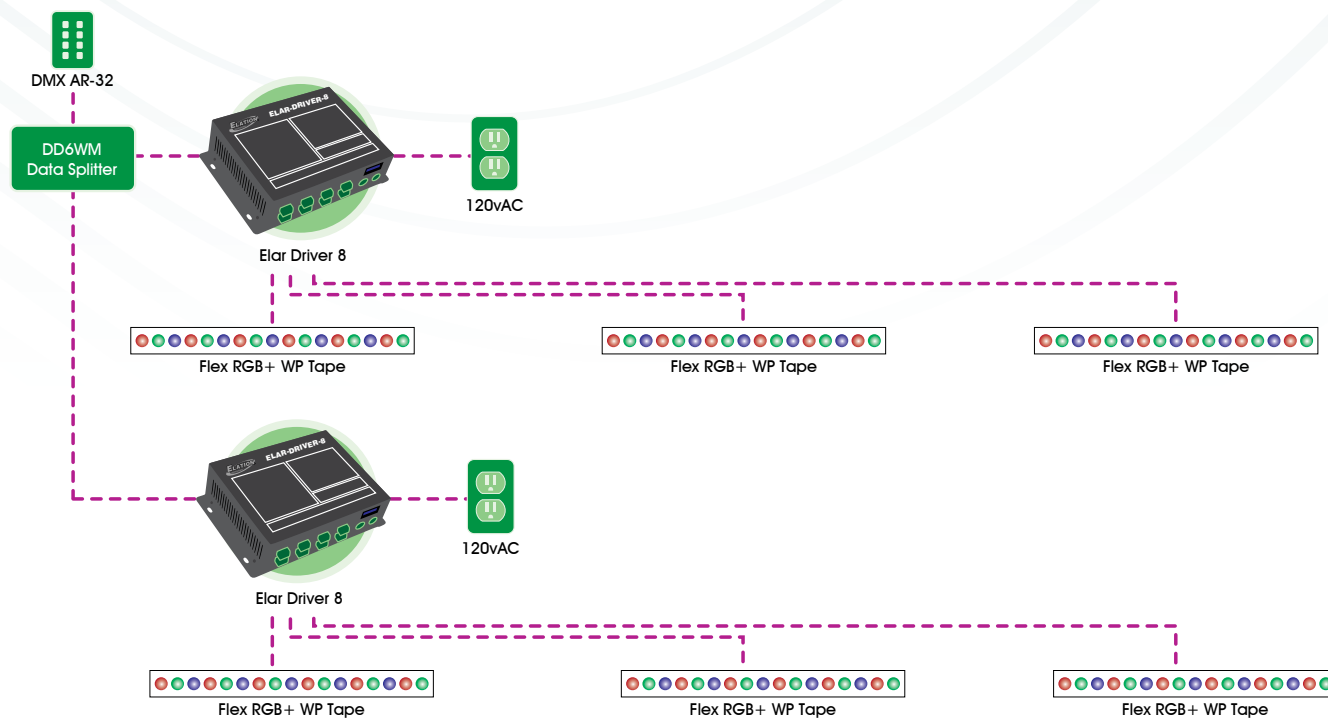 DMX AR-32
DD6WM
Data Splitter
ELATION
ELAR-DRIVER-8
120vAC
Elar Driver 8
Flex RGB+ WP Tape
Flex RGB+ WP Tape
Flex RGB+ WP Tape
ELATION
ELAR-DRIVER-8
120vAC
Elar Driver 8
Flex RGB+ WP Tape
Flex RGB+ WP Tape
Flex RGB+ WP Tape